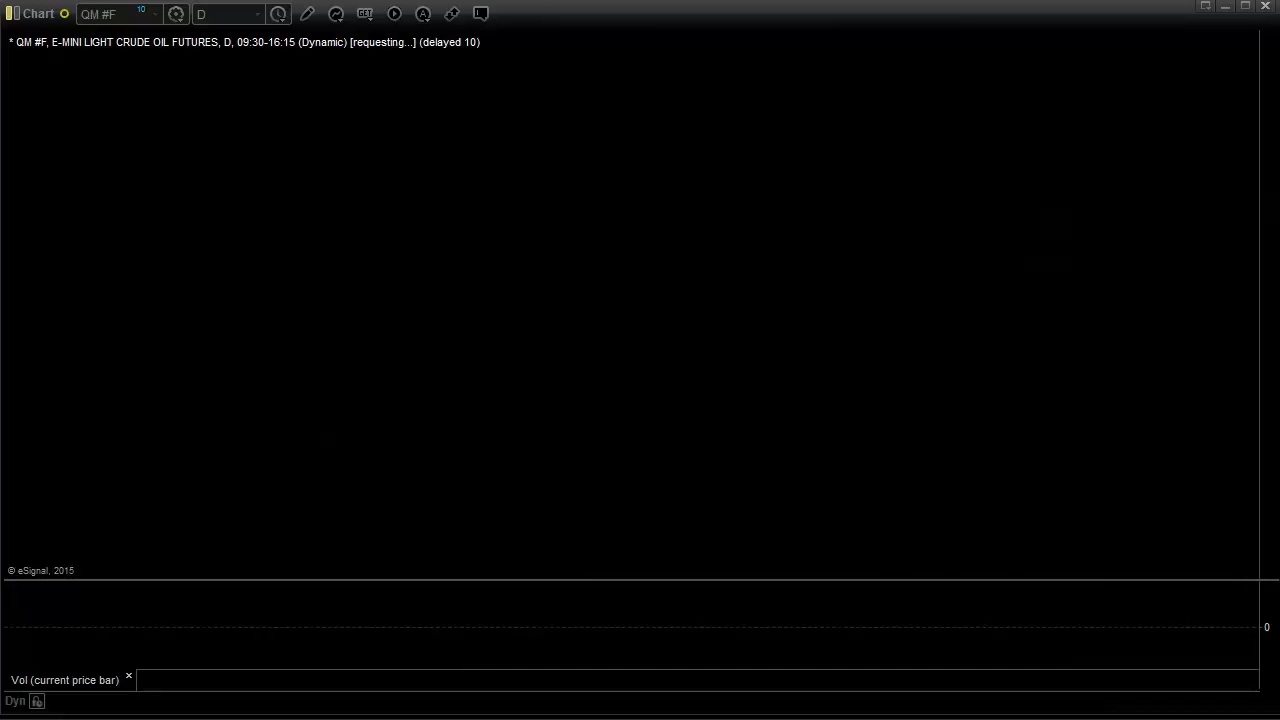 Chart QM #F 10 D GET A
* QM #F, E-MINI LIGHT CRUDE OIL FUTURES, D, 09:30-16:15 (Dynamic) [requesting...] (delayed 10)
© eSignal, 2015
0
Vol (current price bar) ×
Dyn